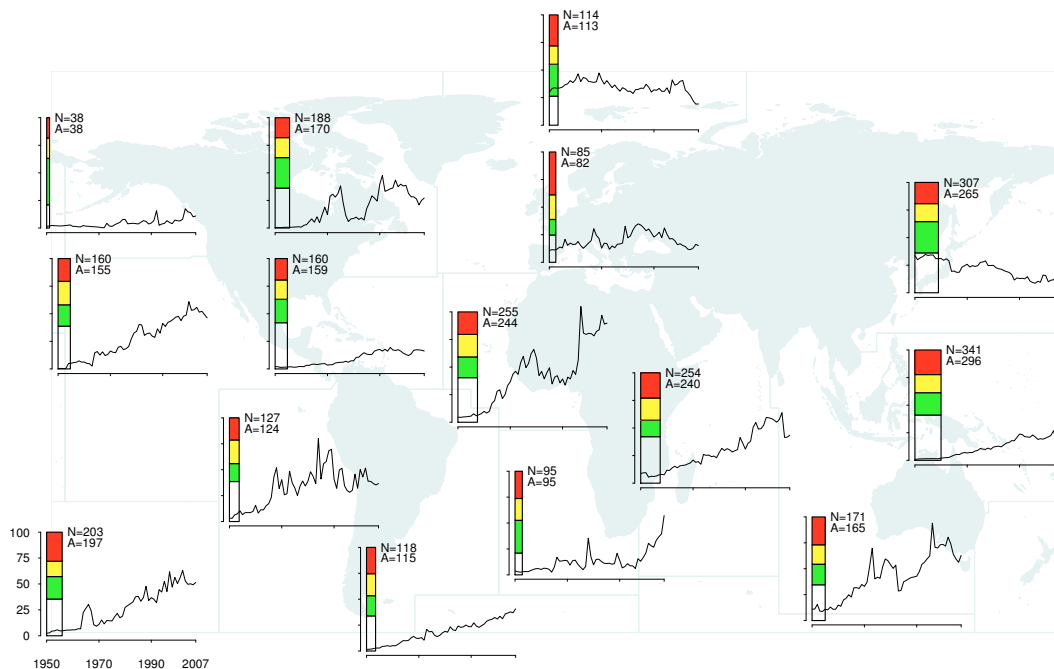 N=114
A=113
N=38
A=38
N=188
A=170
N=85
A=82
N=307
A=265
N=160
A=155
N=160
A=159
N=255
A=244
N=341
A=296
N=254
A=240
N=127
A=124
N=95
A=95
N=171
A=165
N=203
A=197
N=118
A=115
100
75
50
25
0
1950 1970 1990 2007